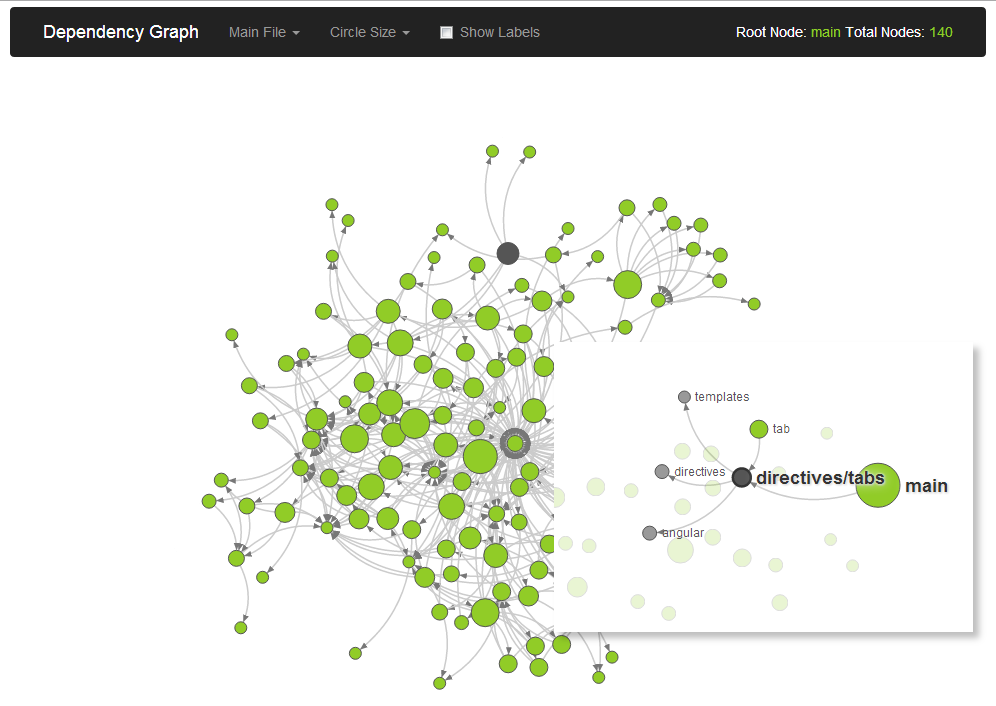 Dependency Graph Main File Circle Size Show Labels Root Node: main Total Nodes: 140
templates
tab
directives
directives/tabs
main
angular